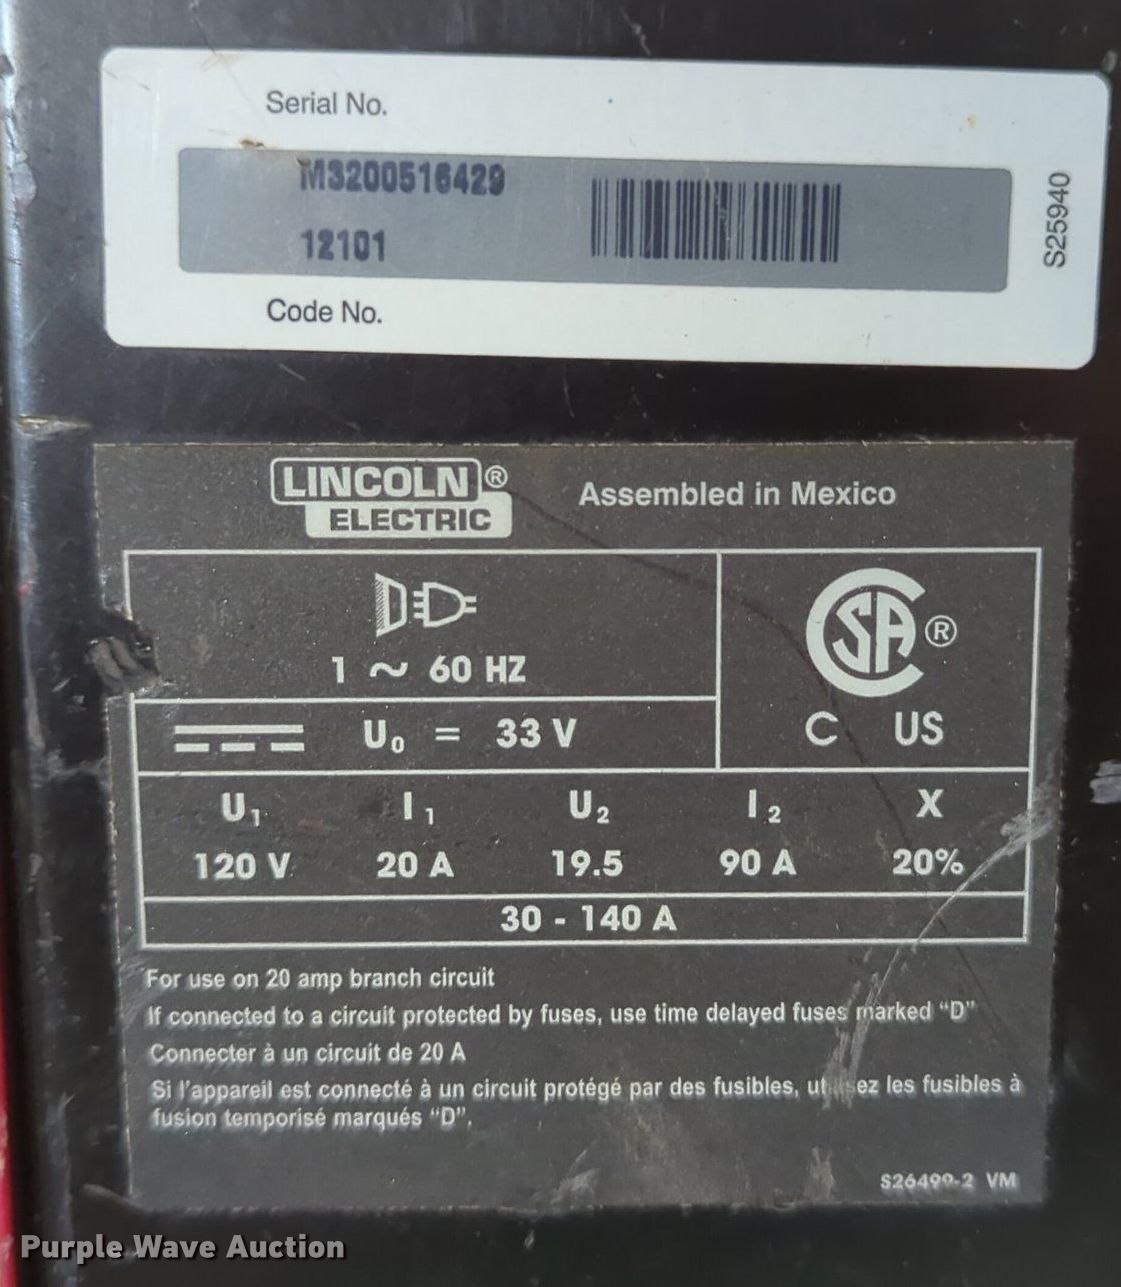 Serial No.
M3200516429
12101
Code No.
S25940
LINCOLN ®
ELECTRIC
Assembled in Mexico
1 ~ 60 HZ
CSA ®
C US
U₀ = 33 V
U₁ I₁ U₂ I₂ X
120 V 20 A 19.5 90 A 20%
30 - 140 A
For use on 20 amp branch circuit
If connected to a circuit protected by fuses, use time delayed fuses marked “D”
Connecter à un circuit de 20 A
Si l’appareil est connecté à un circuit protégé par des fusibles, utilisez les fusibles à
fusion temporisé marqués “D”.
S26499-2 VM
Purple Wave Auction